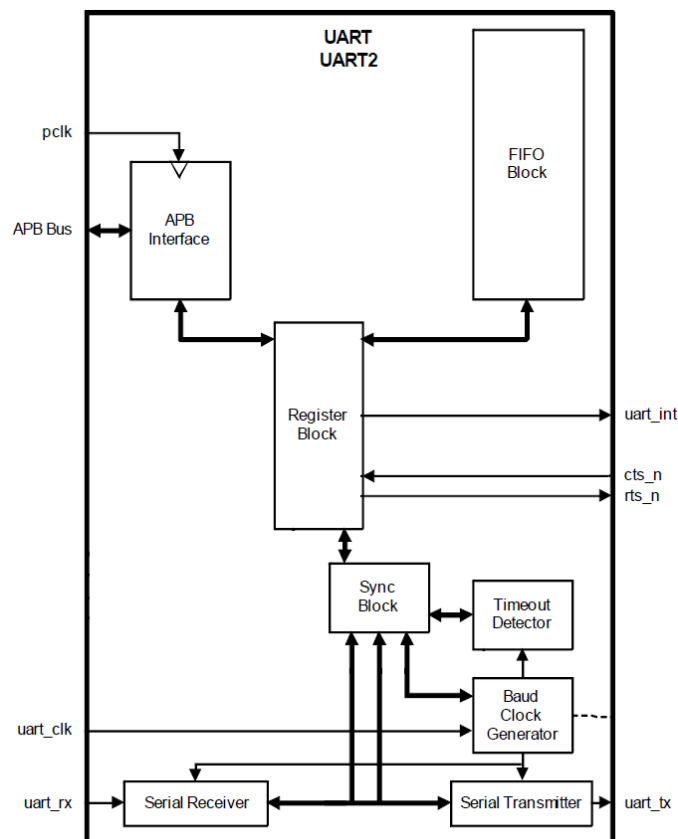 UART
UART2
pclk
FIFO
Block
APB Bus
APB
Interface
Register
Block
uart_int
cts_n
rts_n
Sync
Block
Timeout
Detector
uart_clk
Baud
Clock
Generator
uart_rx
Serial Receiver
Serial Transmitter
uart_tx